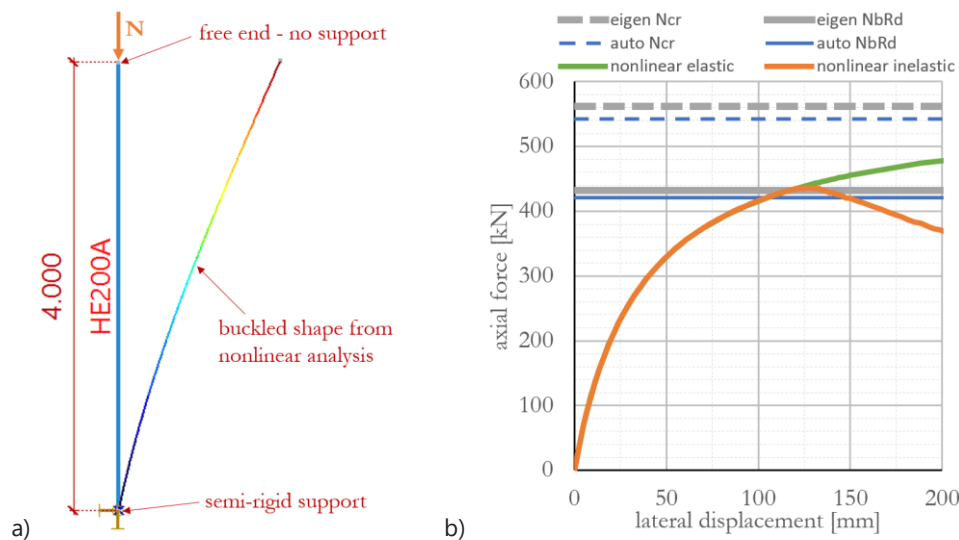 a)
N
free end - no support
4.000
HE200A
buckled shape from
nonlinear analysis
semi-rigid support
b)
eigen Ncr
eigen NbRd
auto Ncr
auto NbRd
nonlinear elastic
nonlinear inelastic
600
500
400
300
200
100
0
axial force [kN]
0
50
100
150
200
lateral displacement [mm]